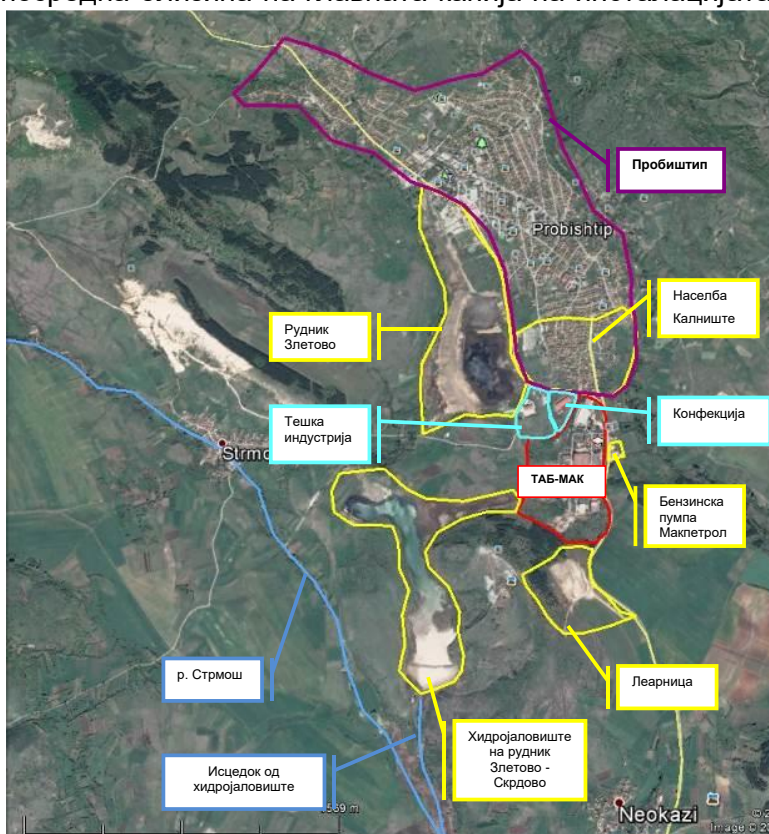 Пробиштип
Probishtip
Населба
Калниште
Рудник
Злетово
Тешка
индустрија
Конфекција
ТАБ-МАК
Бензинска
пумпа
Макпетрол
р. Стрмош
Леарница
Хидројаловиште
на рудник
Злетово -
Скрдово
Исцедок од
хидројаловиште
Neokazi